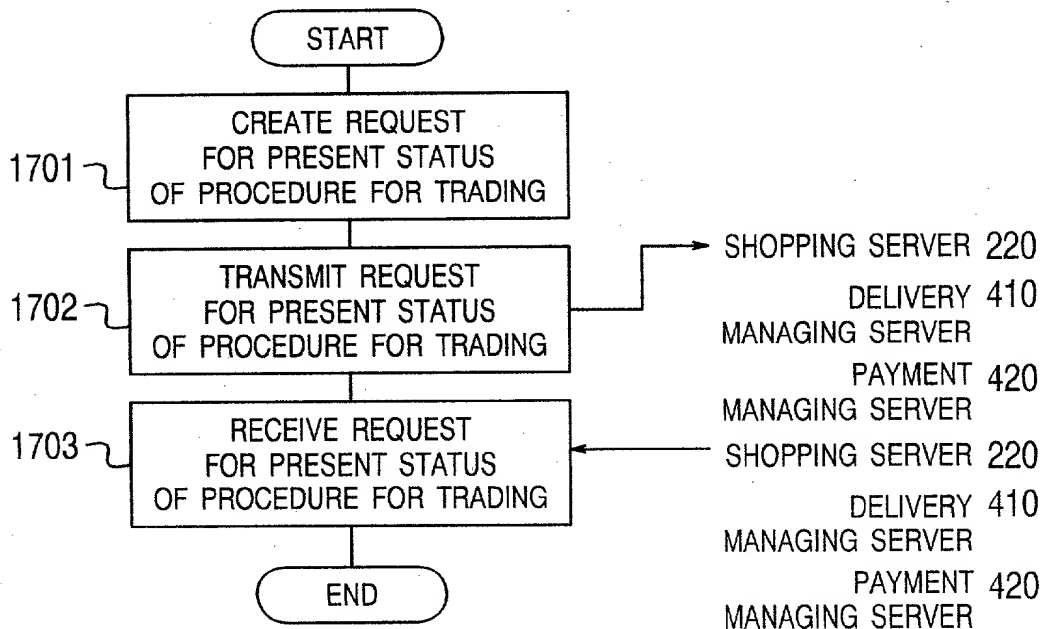 START
CREATE REQUEST
FOR PRESENT STATUS
OF PROCEDURE FOR TRADING
1701
TRANSMIT REQUEST
FOR PRESENT STATUS
OF PROCEDURE FOR TRADING
1702
SHOPPING SERVER 220
DELIVERY 410
MANAGING SERVER
PAYMENT 420
MANAGING SERVER
RECEIVE REQUEST
FOR PRESENT STATUS
OF PROCEDURE FOR TRADING
1703
SHOPPING SERVER 220
DELIVERY 410
MANAGING SERVER
PAYMENT 420
MANAGING SERVER
END